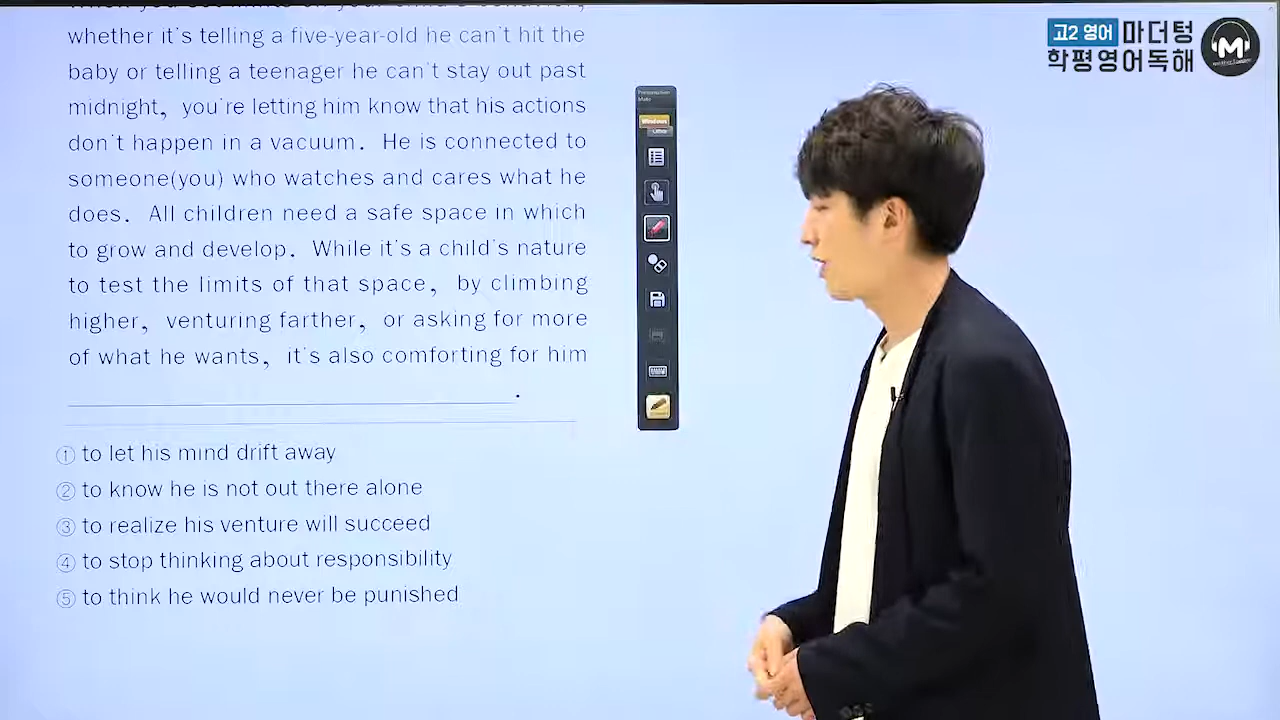 whether it's telling a five-year-old he can't hit the
baby or telling a teenager he can't stay out past
midnight, you're letting him know that his actions
don't happen in a vacuum. He is connected to
someone(you) who watches and cares what he
does. All children need a safe space in which
to grow and develop. While it's a child's nature
to test the limits of that space, by climbing
higher, venturing farther, or asking for more
of what he wants, it's also comforting for him
.
① to let his mind drift away
② to know he is not out there alone
③ to realize his venture will succeed
④ to stop thinking about responsibility
⑤ to think he would never be punished
고2 영어 마더텅
학평영어독해
M
Windows